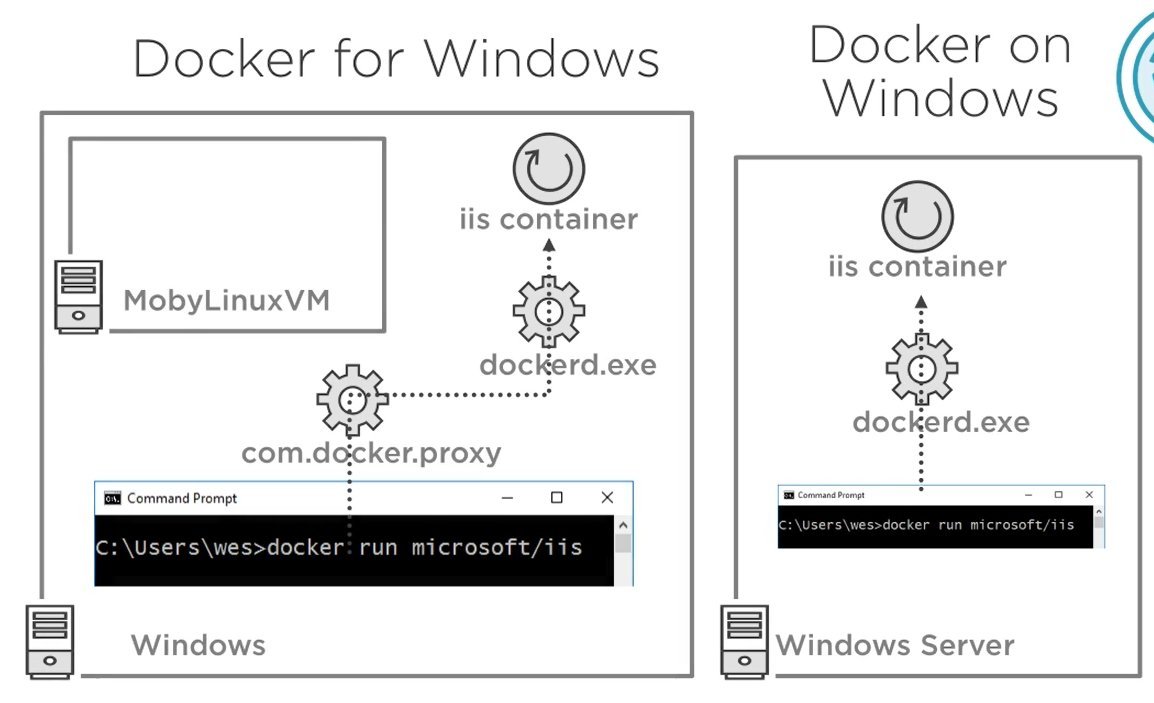 Docker for Windows
Docker on
Windows
iis container
MobyLinuxVM
dockerd.exe
com.docker.proxy
Command Prompt
C:\Users\wes>docker run microsoft/iis
Windows
iis container
dockerd.exe
Command Prompt
C:\Users\wes>docker run microsoft/iis
Windows Server